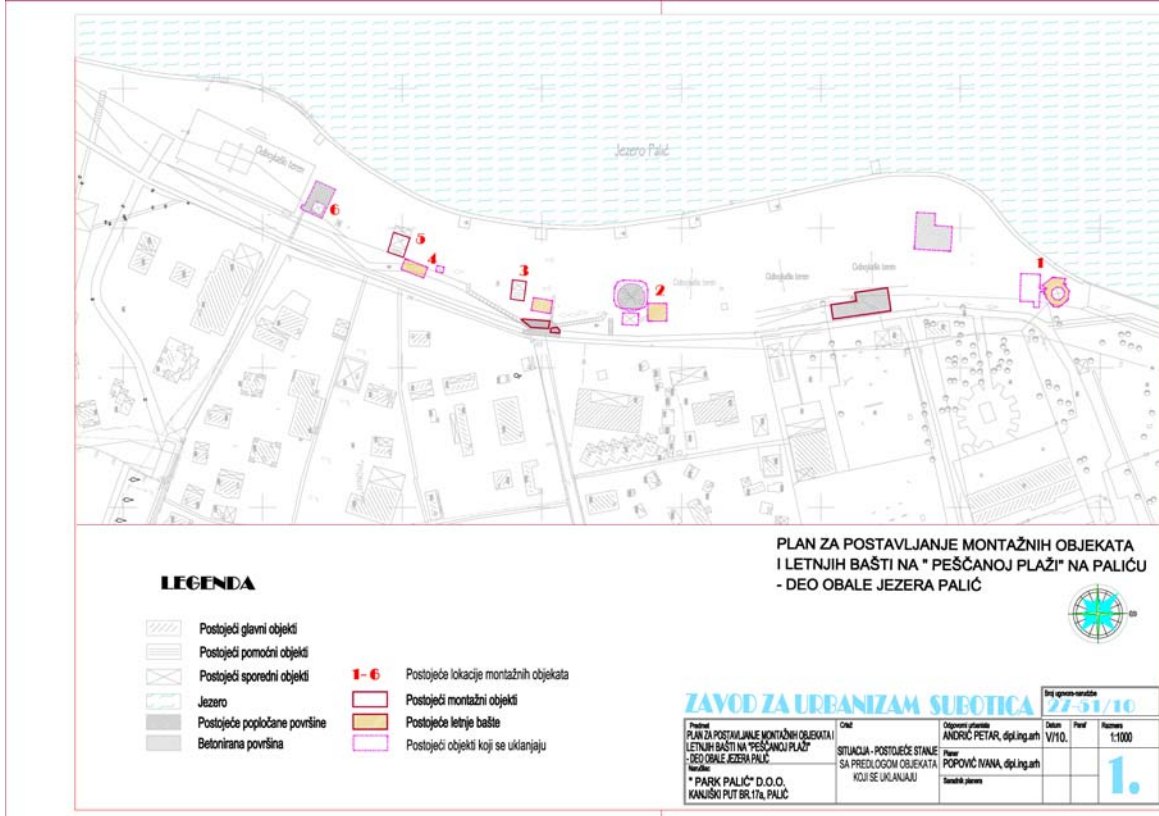 Jezero Palić
Odbojkaški teren
6
5
4
3
2
1
Odbojkaški teren
Odbojkaški teren
Odbojkaški teren
PLAN ZA POSTAVLJANJE MONTAŽNIH OBJEKATA
I LETNJIH BAŠTI NA " PEŠČANOJ PLAŽI" NA PALIĆU
- DEO OBALE JEZERA PALIĆ
LEGENDA
Postojeći glavni objekti
Postojeći pomoćni objekti
Postojeći sporedni objekti
Jezero
Postojeće popločane površine
Betonirana površina
1-6 Postojeće lokacije montažnih objekata
Postojeći montažni objekti
Postojeće letnje bašte
Postojeći objekti koji se uklanjaju
ZAVOD ZA URBANIZAM SUBOTICA
Broj ugovora-narudzbe
27-51/10
Predmet
PLAN ZA POSTAVLJANJE MONTAŽNIH OBJEKATA I
LETNJIH BAŠTI NA "PEŠČANOJ PLAŽI"
- DEO OBALE JEZERA PALIĆ
Naručilac
" PARK PALIĆ" D.O.O.
KANJIŠKI PUT BR.17a, PALIĆ
Crtež
SITUACIJA - POSTOJEĆE STANJE
SA PREDLOGOM OBJEKATA
KOJI SE UKLANJAJU
Odgovorni urbanista
ANDRIĆ PETAR, dipl.ing.arh
Planer
POPOVIĆ IVANA, dipl.ing.arh
Saradnik planera
Datum
V/10.
Paraf
Razmera
1:1000
1.